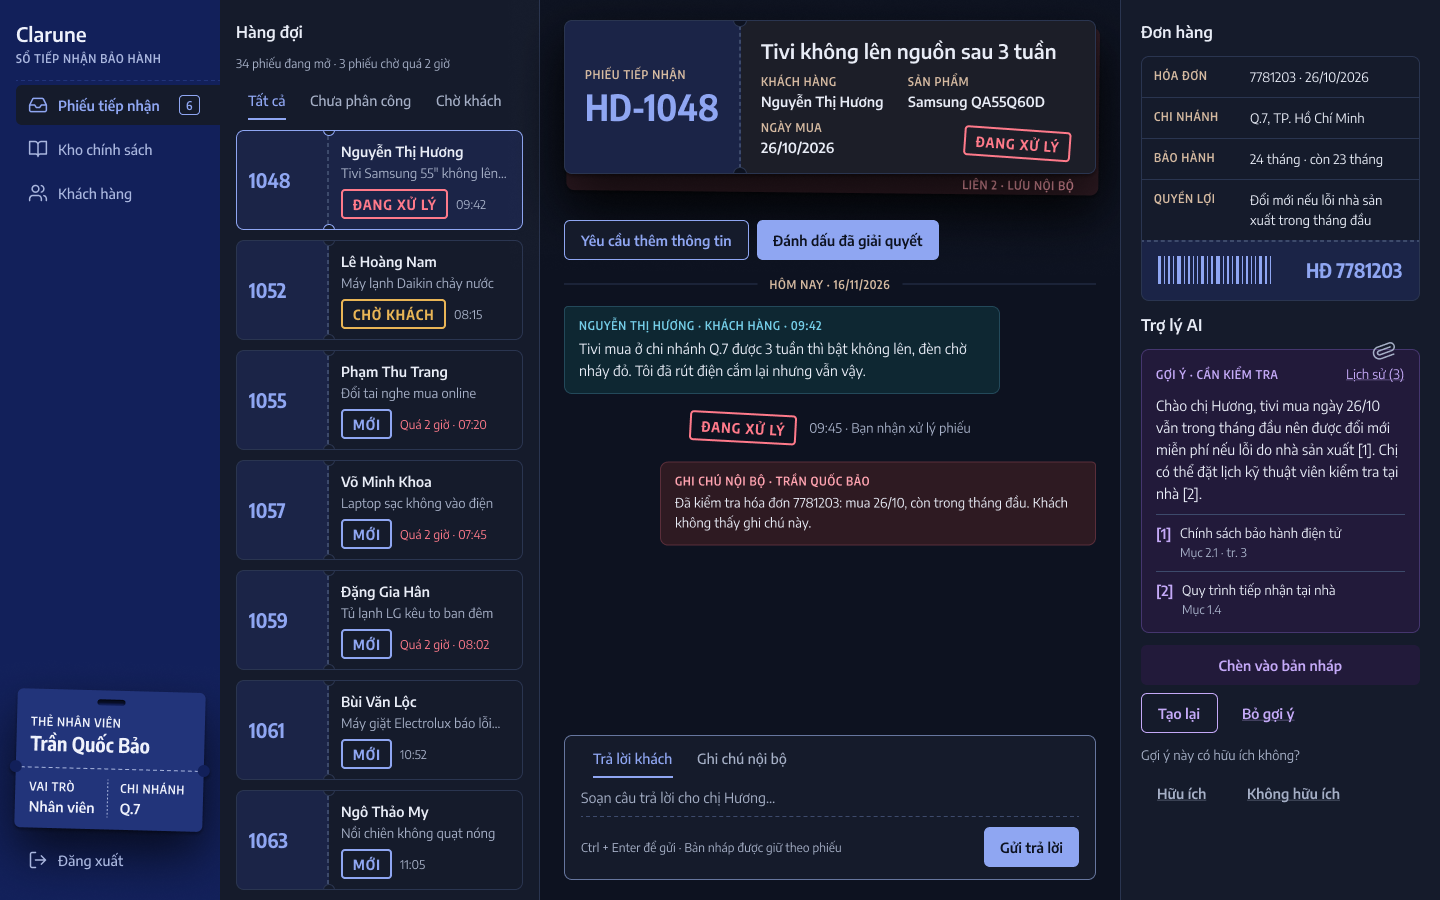 Clarune
SỔ TIẾP NHẬN BẢO HÀNH
Phiếu tiếp nhận 6
Kho chính sách
Khách hàng
THẺ NHÂN VIÊN
Trần Quốc Bảo
VAI TRÒ
Nhân viên
CHI NHÁNH
Q.7
Đăng xuất
Hàng đợi
34 phiếu đang mở · 3 phiếu chờ quá 2 giờ
Tất cả Chưa phân công Chờ khách
1048
Nguyễn Thị Hương
Tivi Samsung 55" không lên...
ĐANG XỬ LÝ 09:42
1052
Lê Hoàng Nam
Máy lạnh Daikin chảy nước
CHỜ KHÁCH 08:15
1055
Phạm Thu Trang
Đổi tai nghe mua online
MỚI Quá 2 giờ · 07:20
1057
Võ Minh Khoa
Laptop sạc không vào điện
MỚI Quá 2 giờ · 07:45
1059
Đặng Gia Hân
Tủ lạnh LG kêu to ban đêm
MỚI Quá 2 giờ · 08:02
1061
Bùi Văn Lộc
Máy giặt Electrolux báo lỗi...
MỚI 10:52
1063
Ngô Thảo My
Nồi chiên không quạt nóng
MỚI 11:05
PHIẾU TIẾP NHẬN
HD-1048
Tivi không lên nguồn sau 3 tuần
KHÁCH HÀNG
Nguyễn Thị Hương
SẢN PHẨM
Samsung QA55Q60D
NGÀY MUA
26/10/2026
ĐANG XỬ LÝ
LIÊN 2 · LƯU NỘI BỘ
Yêu cầu thêm thông tin
Đánh dấu đã giải quyết
HÔM NAY · 16/11/2026
NGUYỄN THỊ HƯƠNG · KHÁCH HÀNG · 09:42
Tivi mua ở chi nhánh Q.7 được 3 tuần thì bật không lên, đèn chờ
nháy đỏ. Tôi đã rút điện cắm lại nhưng vẫn vậy.
ĐANG XỬ LÝ 09:45 · Bạn nhận xử lý phiếu
GHI CHÚ NỘI BỘ · TRẦN QUỐC BẢO
Đã kiểm tra hóa đơn 7781203: mua 26/10, còn trong tháng đầu. Khách
không thấy ghi chú này.
Trả lời khách Ghi chú nội bộ
Soạn câu trả lời cho chị Hương...
Ctrl + Enter để gửi · Bản nháp được giữ theo phiếu
Gửi trả lời
Đơn hàng
HÓA ĐƠN 7781203 · 26/10/2026
CHI NHÁNH Q.7, TP. Hồ Chí Minh
BẢO HÀNH 24 tháng · còn 23 tháng
QUYỀN LỢI Đổi mới nếu lỗi nhà sản
xuất trong tháng đầu
HĐ 7781203
Trợ lý AI
GỢI Ý · CẦN KIỂM TRA Lịch sử (3)
Chào chị Hương, tivi mua ngày 26/10
vẫn trong tháng đầu nên được đổi mới
miễn phí nếu lỗi do nhà sản xuất [1]. Chị
có thể đặt lịch kỹ thuật viên kiểm tra tại
nhà [2].
[1] Chính sách bảo hành điện tử
Mục 2.1 · tr. 3
[2] Quy trình tiếp nhận tại nhà
Mục 1.4
Chèn vào bản nháp
Tạo lại Bỏ gợi ý
Gợi ý này có hữu ích không?
Hữu ích Không hữu ích